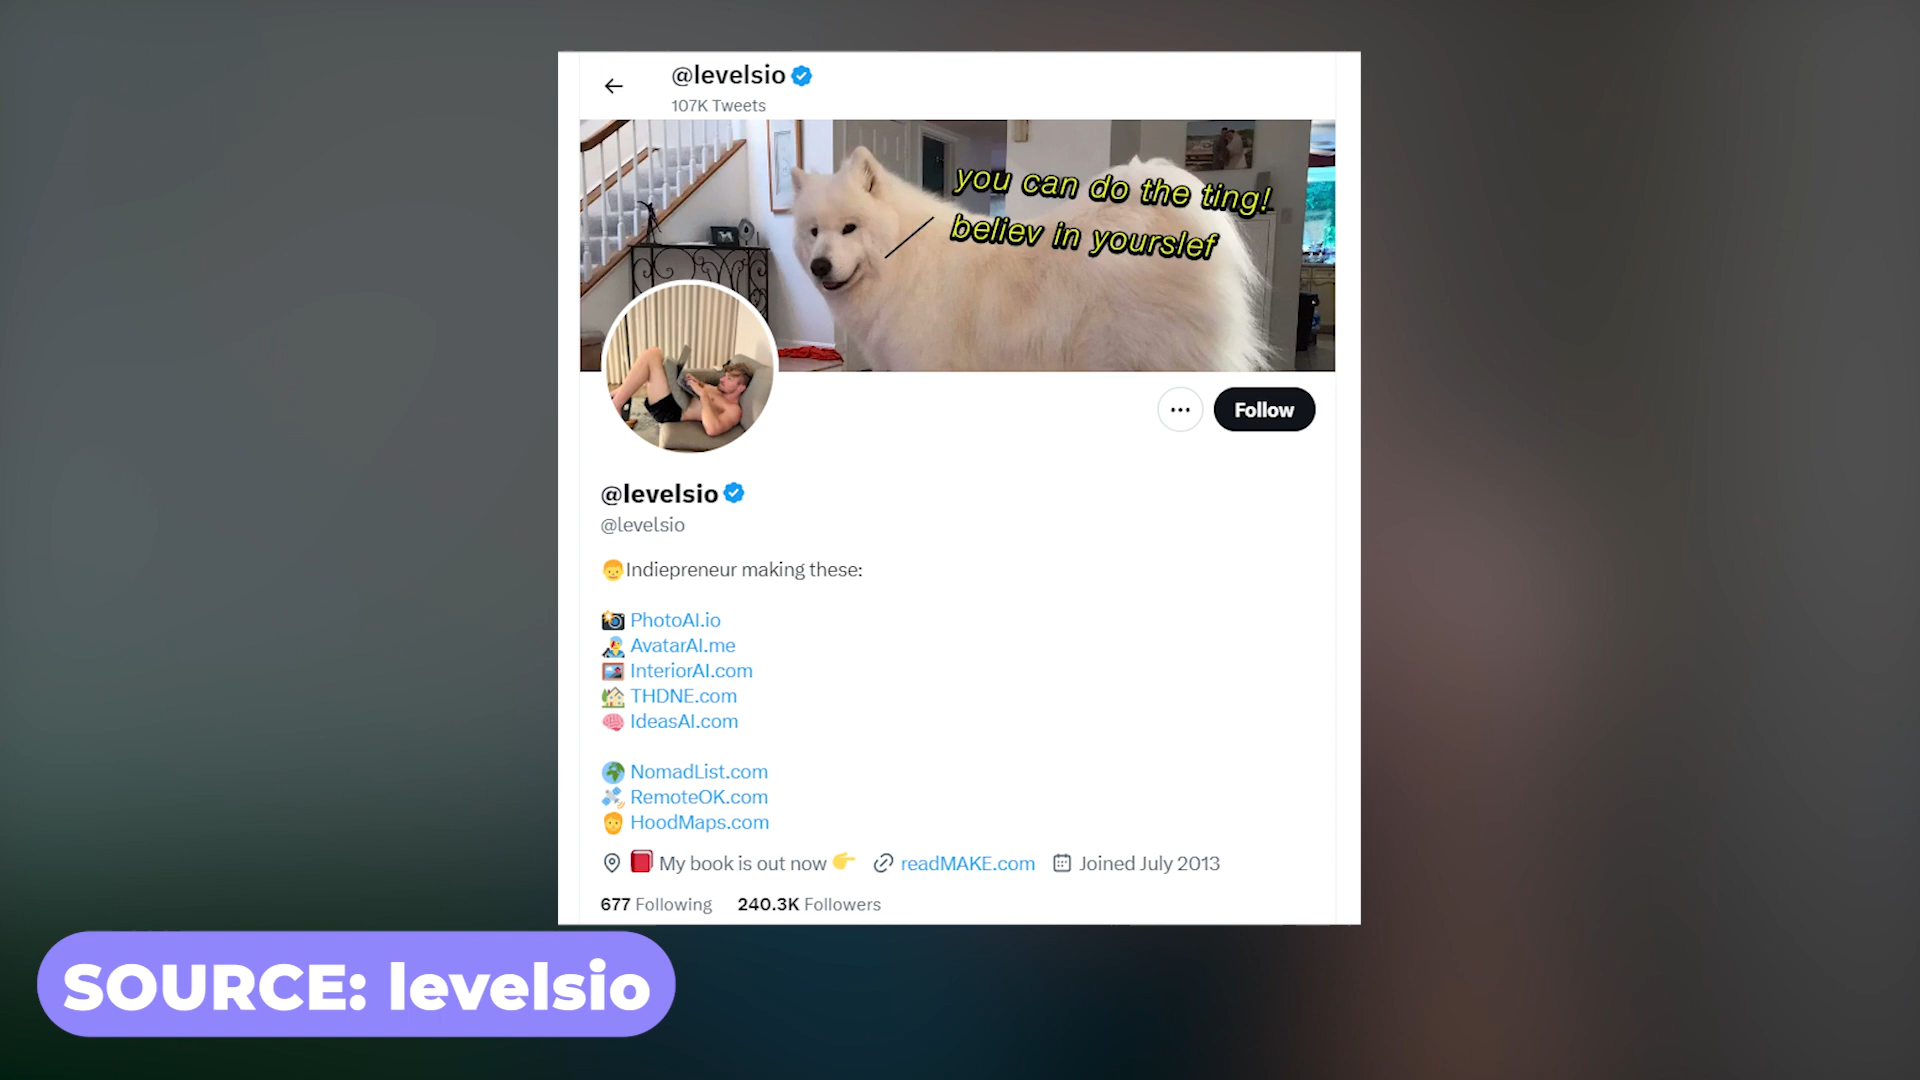 @levelsio
107K Tweets
you can do the ting!
believ in yourslef
Follow
@levelsio
@levelsio
Indiepreneur making these:
PhotoAI.io
AvatarAI.me
InteriorAI.com
THDNE.com
IdeasAI.com
NomadList.com
RemoteOK.com
HoodMaps.com
My book is out now readMAKE.com Joined July 2013
677 Following 240.3K Followers
SOURCE: levelsio